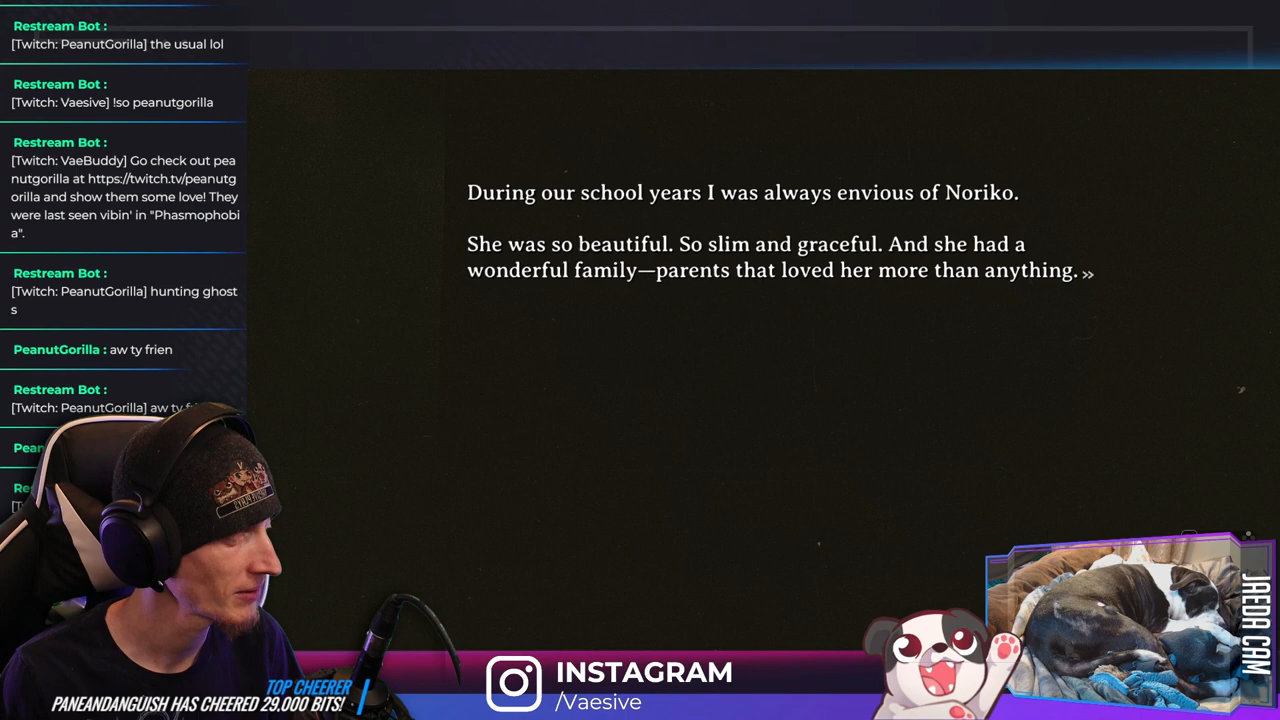 Restream Bot :
[Twitch: PeanutGorilla] the usual lol
Restream Bot :
[Twitch: Vaesive] !so peanutgorilla
Restream Bot :
[Twitch: VaeBuddy] Go check out pea
nutgorilla at https://twitch.tv/peanutg
orilla and show them some love! They
were last seen vibin' in "Phasmophobi
a".
Restream Bot :
[Twitch: PeanutGorilla] hunting ghost
s
PeanutGorilla : aw ty frien
Restream Bot :
[Twitch: PeanutGorilla] aw ty
During our school years I was always envious of Noriko.
She was so beautiful. So slim and graceful. And she had a
wonderful family—parents that loved her more than anything. »
TOP CHEERER
PANEANDANGUISH HAS CHEERED 29,000 BITS!
INSTAGRAM
/Vaesive
JAEDA CAM